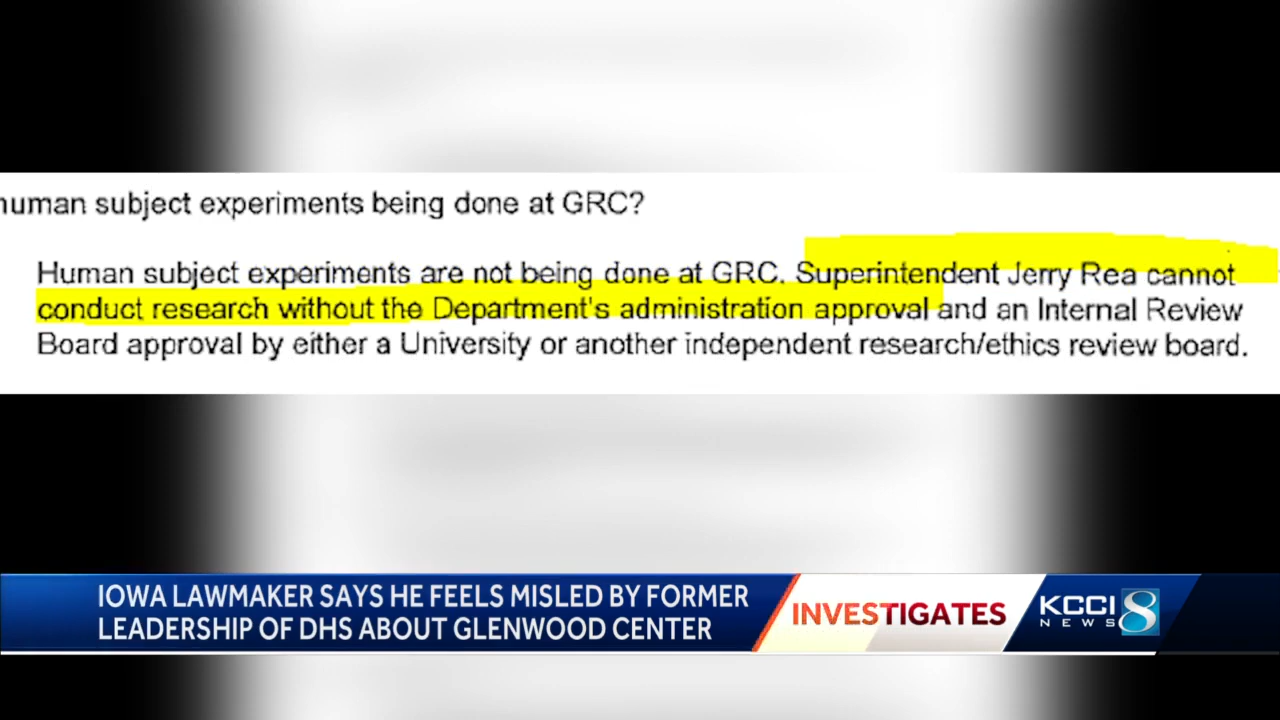 human subject experiments being done at GRC?
Human subject experiments are not being done at GRC. Superintendent Jerry Rea cannot
conduct research without the Department's administration approval and an Internal Review
Board approval by either a University or another independent research/ethics review board.
IOWA LAWMAKER SAYS HE FEELS MISLED BY FORMER
LEADERSHIP OF DHS ABOUT GLENWOOD CENTER
INVESTIGATES
KCCI 8
NEWS